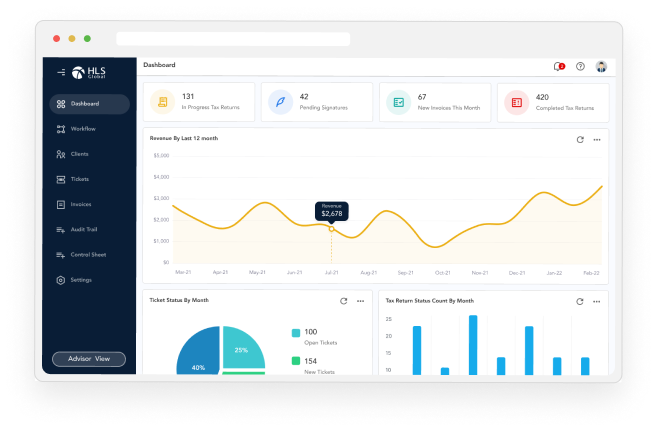 HLS
Global
Dashboard
Workflow
Clients
Tickets
Invoices
Audit Trail
Control Sheet
Settings
Advisor View
Dashboard
2
131
In Progress Tax Returns
42
Pending Signatures
67
New Invoices This Month
420
Completed Tax Returns
Revenue By Last 12 month
$5,000
$4,000
$3,000
$2,000
$1,000
$0
Revenue
$2,678
Mar-21 Apr-21 May-21 Jun-21 Jul-21 Aug-21 Sep-21 Oct-21 Nov-21 Dec-21 Jan-22 Feb-22
Ticket Status By Month
40%
25%
100
Open Tickets
154
New Tickets
Tax Return Status Count By Month
25
20
15
10